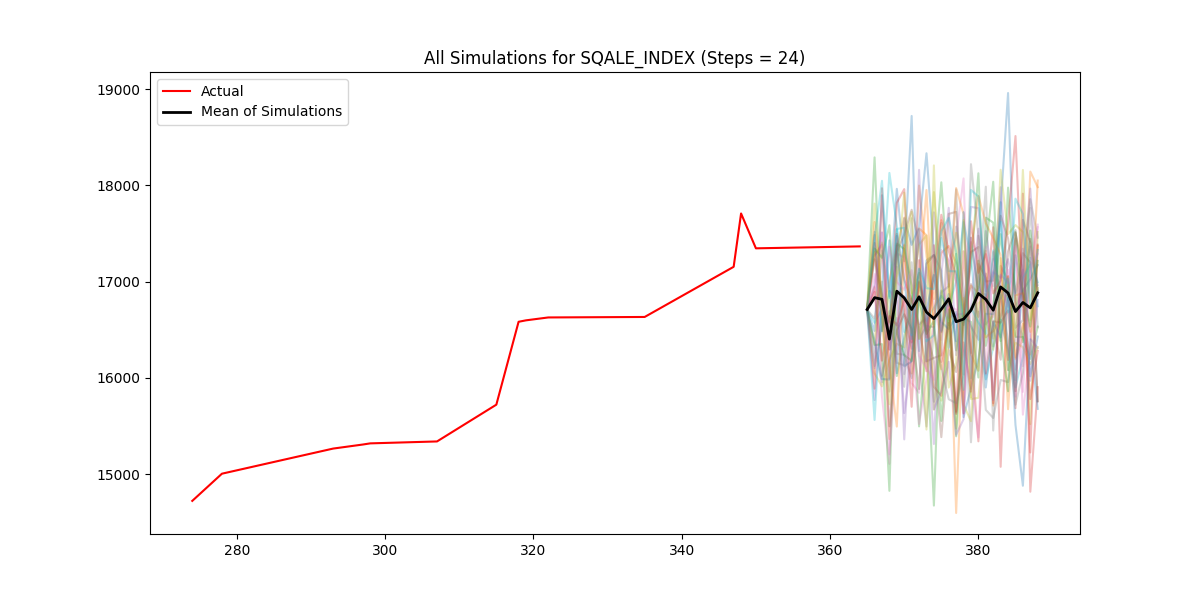 All Simulations for SQALE_INDEX (Steps = 24)
Actual
Mean of Simulations
19000
18000
17000
16000
15000
280 300 320 340 360 380